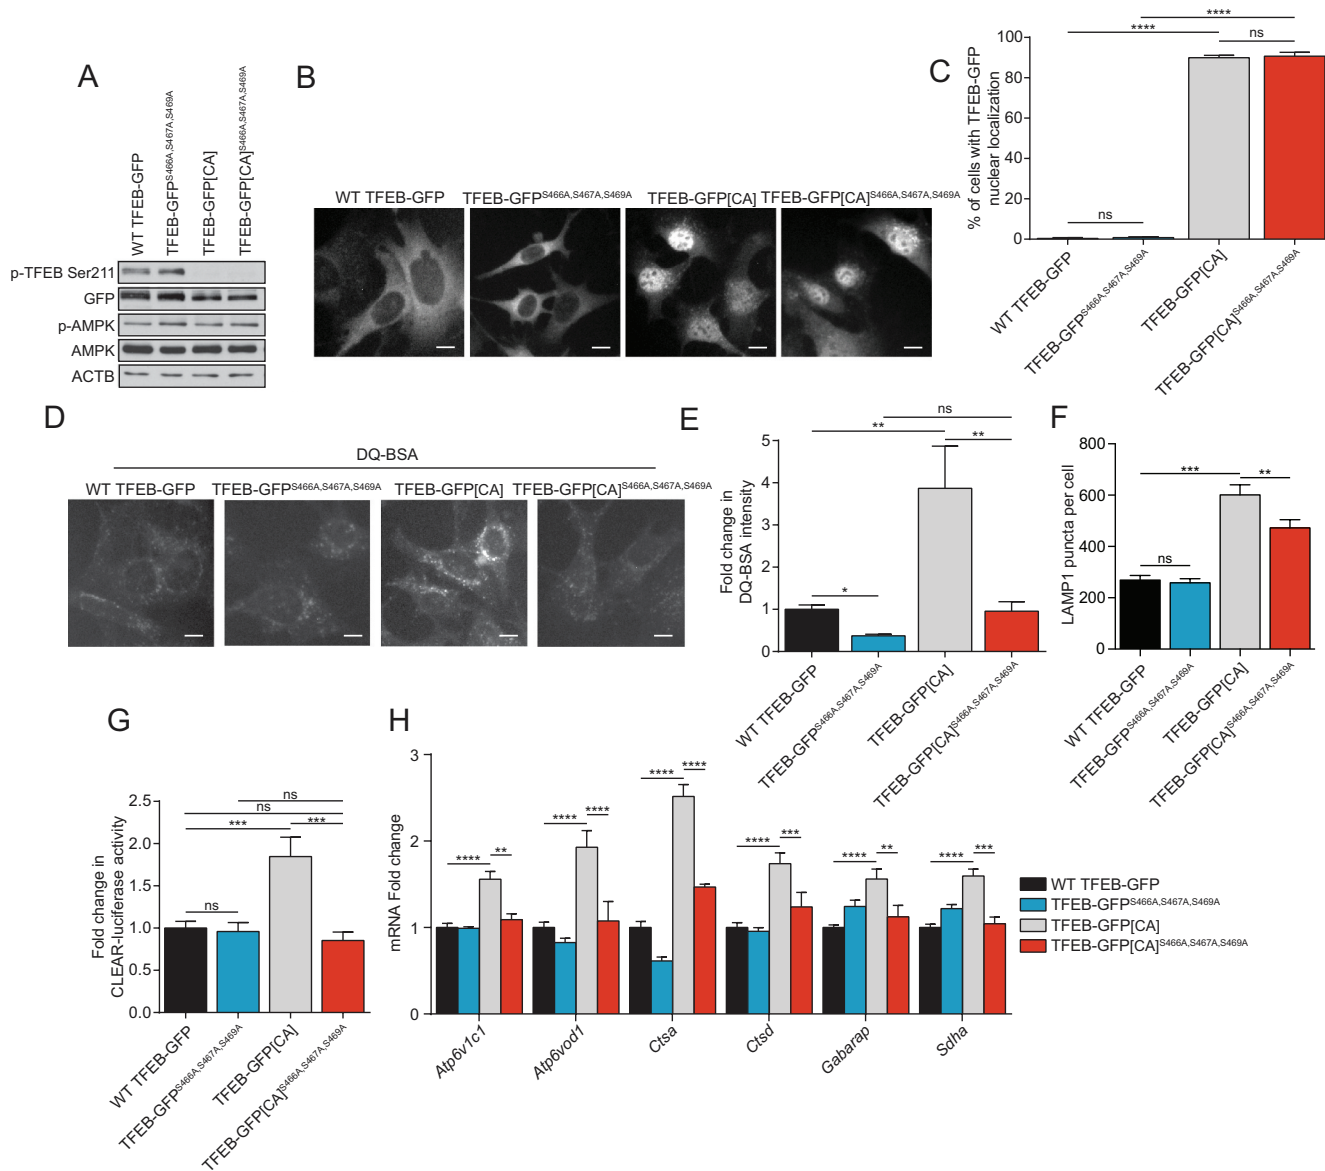 A
WT TFEB-GFP
TFEB-GFPS466A,S467A,S469A
TFEB-GFP[CA]
TFEB-GFP[CA]S466A,S467A,S469A
p-TFEB Ser211
GFP
p-AMPK
AMPK
ACTB
B
WT TFEB-GFP TFEB-GFPS466A,S467A,S469A TFEB-GFP[CA] TFEB-GFP[CA]S466A,S467A,S469A
C
% of cells with TFEB-GFP
nuclear localization
100
80
60
40
20
0
****
****
ns
ns
WT TFEB-GFP
TFEB-GFPS466A,S467A,S469A
TFEB-GFP[CA]
TFEB-GFP[CA]S466A,S467A,S469A
D
DQ-BSA
WT TFEB-GFP TFEB-GFPS466A,S467A,S469A TFEB-GFP[CA] TFEB-GFP[CA]S466A,S467A,S469A
E
Fold change in
DQ-BSA intensity
5
4
3
2
1
0
ns
**
**
*
WT TFEB-GFP
TFEB-GFPS466A,S467A,S469A
TFEB-GFP[CA]
TFEB-GFP[CA]S466A,S467A,S469A
F
LAMP1 puncta per cell
800
600
400
200
0
***
**
ns
WT TFEB-GFP
TFEB-GFPS466A,S467A,S469A
TFEB-GFP[CA]
TFEB-GFP[CA]S466A,S467A,S469A
G
Fold change in
CLEAR-luciferase activity
2.5
2.0
1.5
1.0
0.5
0.0
ns
ns
*** ***
ns
WT TFEB-GFP
TFEB-GFPS466A,S467A,S469A
TFEB-GFP[CA]
TFEB-GFP[CA]S466A,S467A,S469A
H
mRNA Fold change
3
2
1
0
**** **
**** ****
**** ****
**** ***
**** **
**** ***
Atp6v1c1
Atp6vod1
Ctsa
Ctsd
Gabarap
Sdha
WT TFEB-GFP
TFEB-GFPS466A,S467A,S469A
TFEB-GFP[CA]
TFEB-GFP[CA]S466A,S467A,S469A